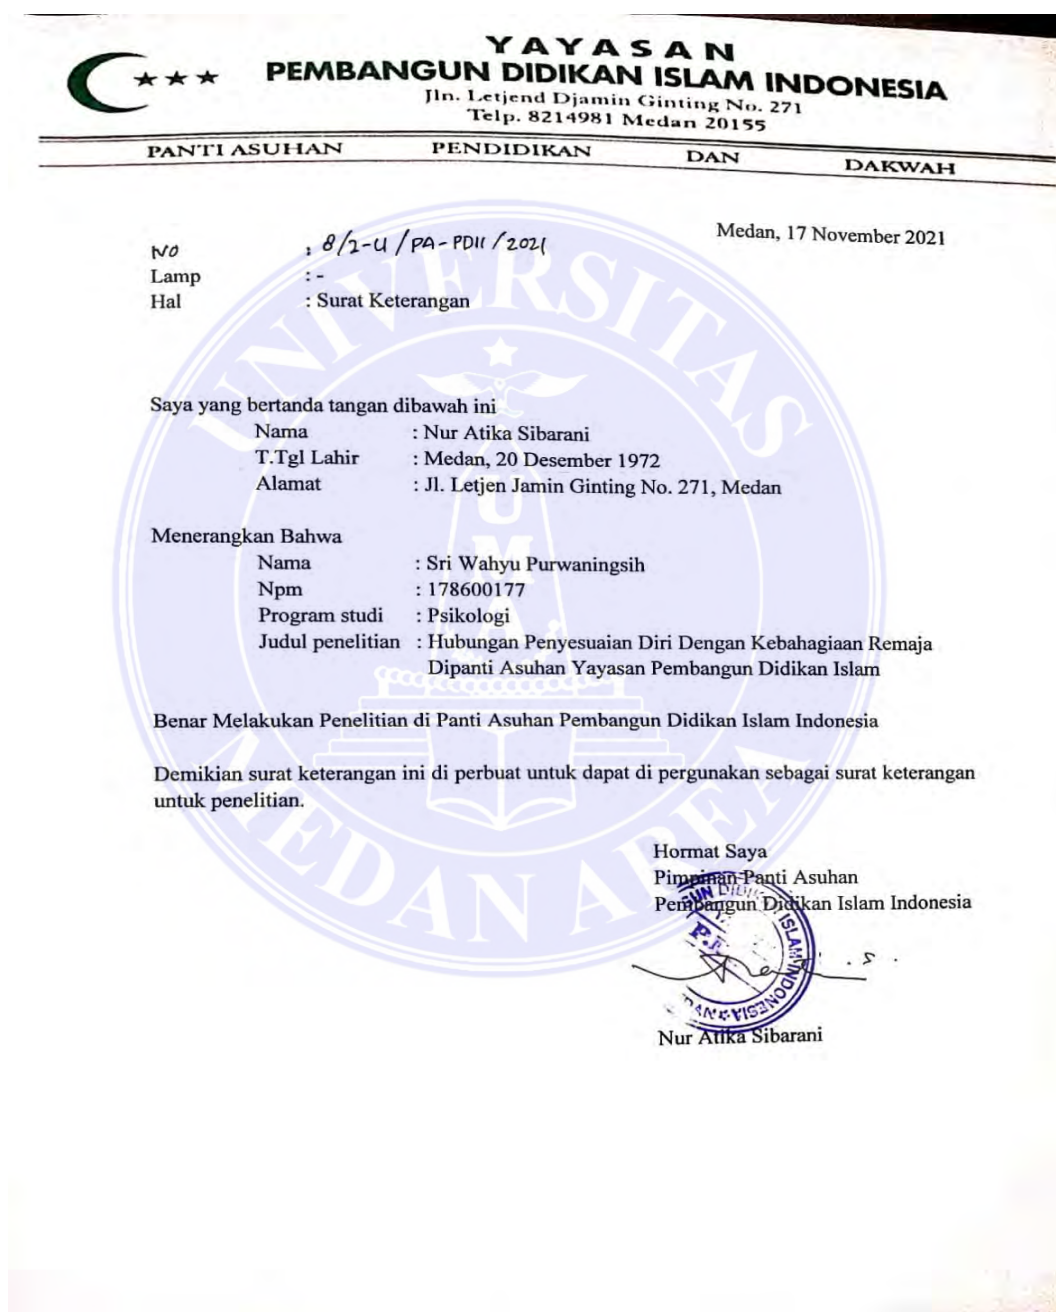 YAYASAN
PEMBANGUN DIDIKAN ISLAM INDONESIA
Jln. Letjend Djamin Ginting No. 271
Telp. 8214981 Medan 20155
PANTI ASUHAN PENDIDIKAN DAN DAKWAH
Medan, 17 November 2021
NO : 8/2-U/PA-PDII/2021
Lamp : -
Hal : Surat Keterangan
Saya yang bertanda tangan dibawah ini
Nama : Nur Atika Sibarani
T.Tgl Lahir : Medan, 20 Desember 1972
Alamat : Jl. Letjen Jamin Ginting No. 271, Medan
Menerangkan Bahwa
Nama : Sri Wahyu Purwaningsih
Npm : 178600177
Program studi : Psikologi
Judul penelitian : Hubungan Penyesuaian Diri Dengan Kebahagiaan Remaja
Dipanti Asuhan Yayasan Pembangun Didikan Islam
Benar Melakukan Penelitian di Panti Asuhan Pembangun Didikan Islam Indonesia
Demikian surat keterangan ini di perbuat untuk dapat di pergunakan sebagai surat keterangan
untuk penelitian.
Hormat Saya
Pimpinan Panti Asuhan
Pembangun Didikan Islam Indonesia
Nur Atika Sibarani
UNIVERSITAS
MEDAN AREA
UMA
ISLAM INDONESIA